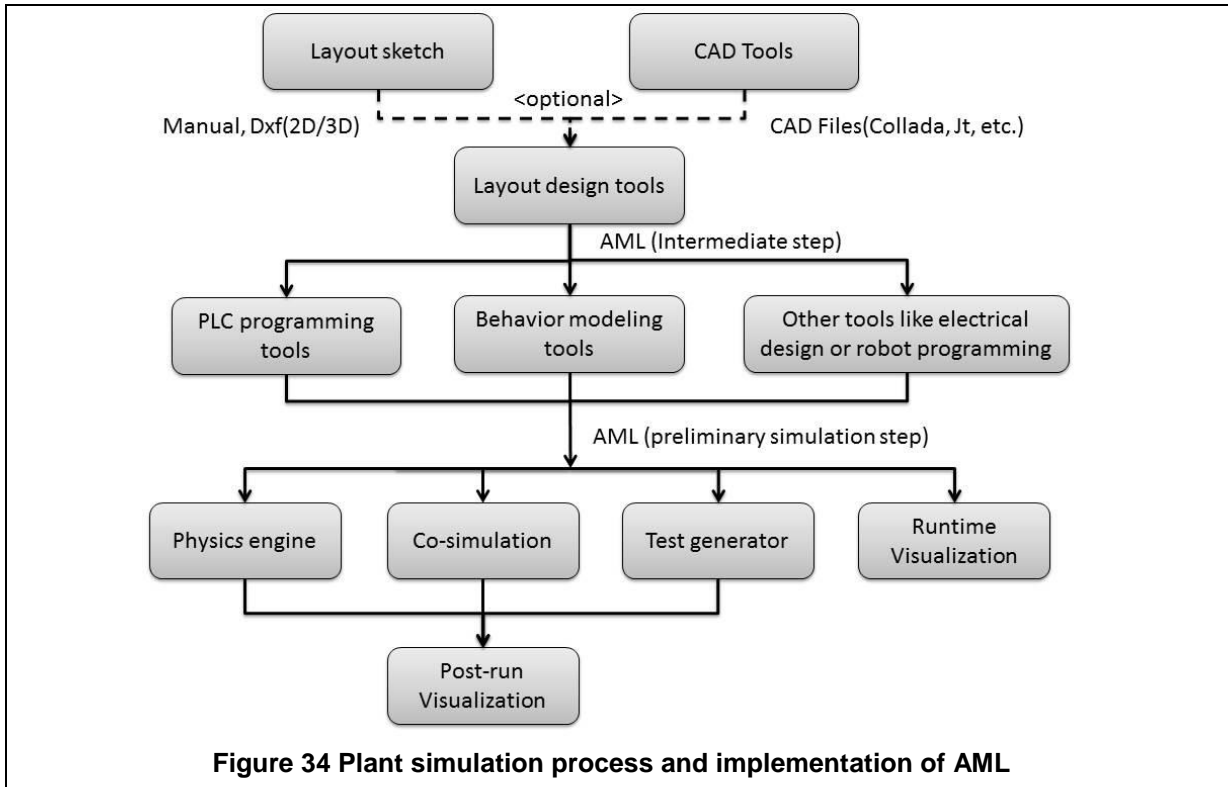 Layout sketch
CAD Tools
<optional>
Manual, Dxf(2D/3D)
CAD Files(Collada, Jt, etc.)
Layout design tools
AML (Intermediate step)
PLC programming
tools
Behavior modeling
tools
Other tools like electrical
design or robot programming
AML (preliminary simulation step)
Physics engine
Co-simulation
Test generator
Runtime
Visualization
Post-run
Visualization
Figure 34 Plant simulation process and implementation of AML